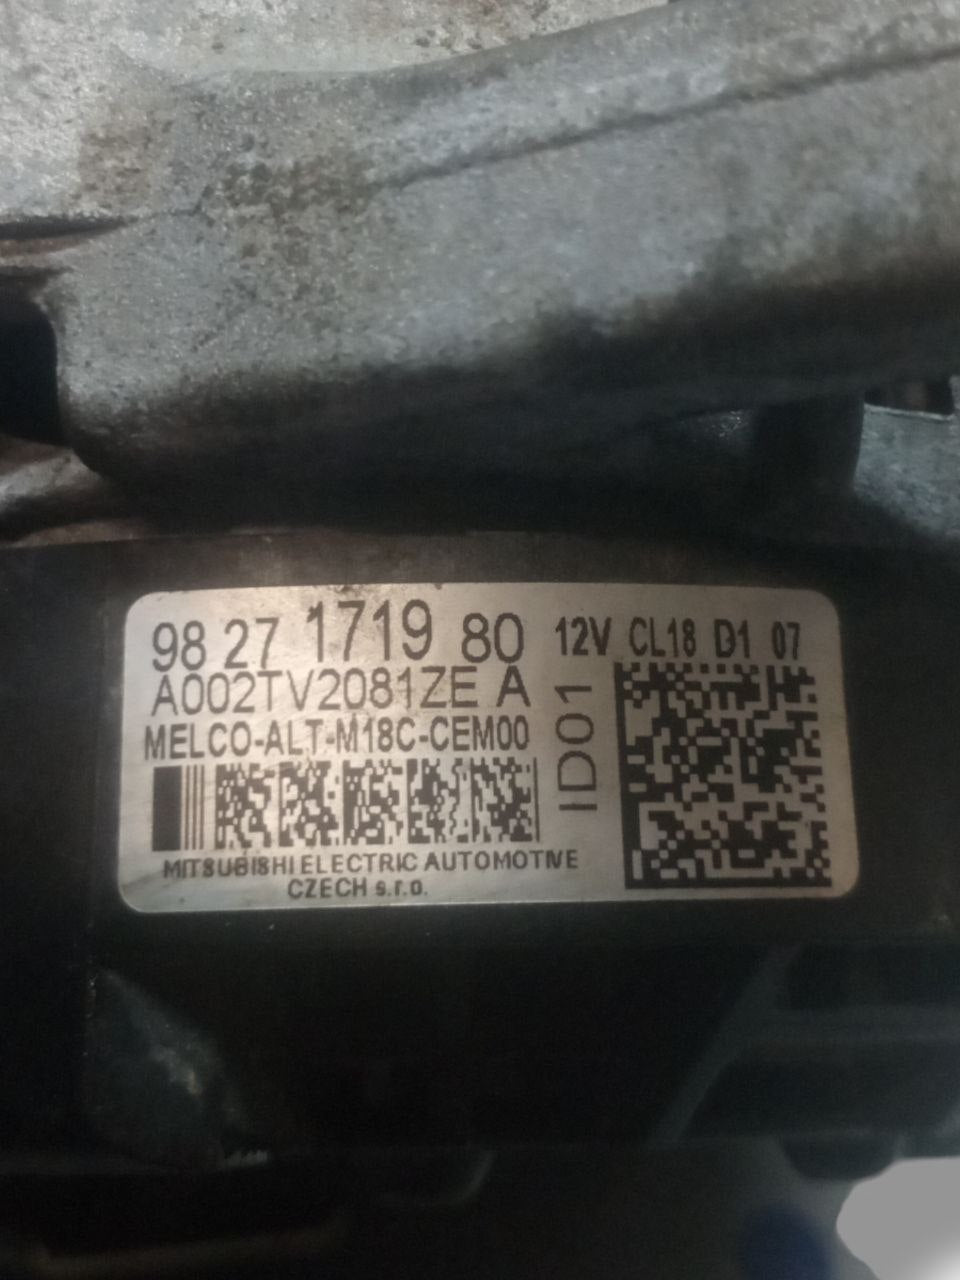 98 27 1719 80 12V CL18 D1 07
A002TV2081ZE A
MELCO-ALT-M18C-CEM00
ID01
MITSUBISHI ELECTRIC AUTOMOTIVE
CZECH s.r.o.